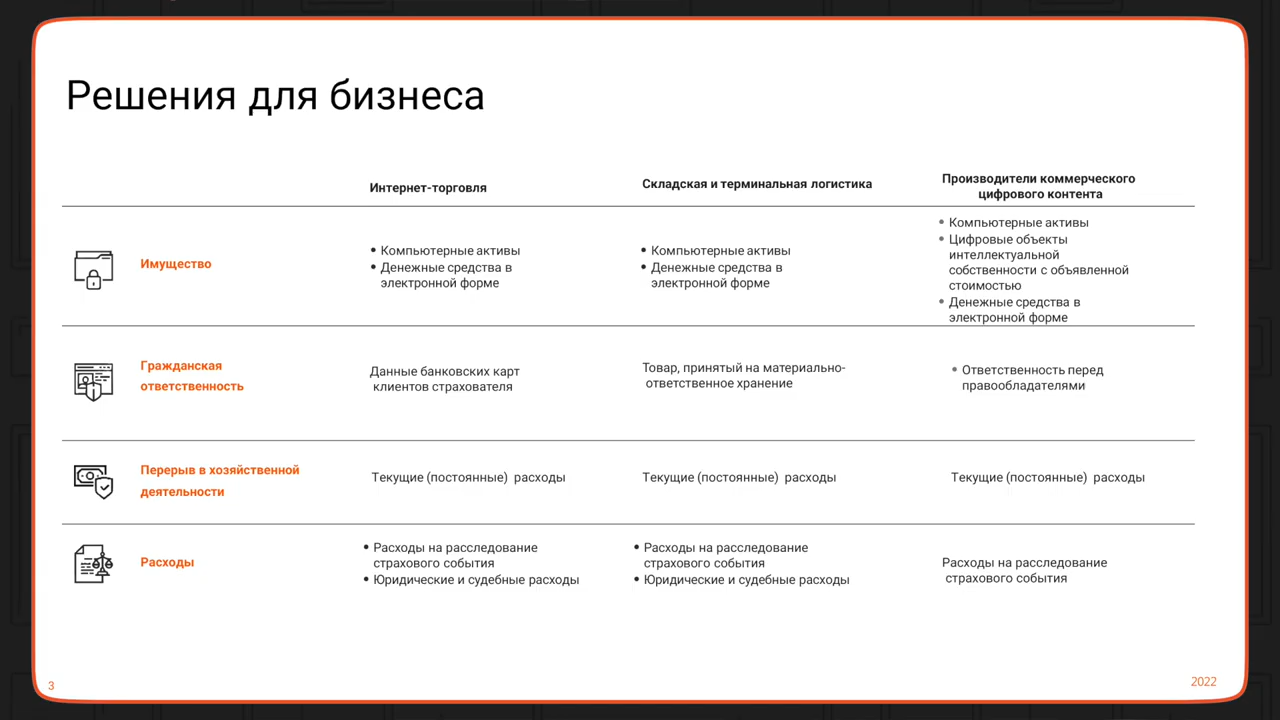 Решения для бизнеса
Интернет-торговля
Складская и терминальная логистика
Производители коммерческого
цифрового контента
Имущество
• Компьютерные активы
• Денежные средства в
электронной форме
• Компьютерные активы
• Денежные средства в
электронной форме
• Компьютерные активы
• Цифровые объекты
интеллектуальной
собственности с объявленной
стоимостью
• Денежные средства в
электронной форме
Гражданская
ответственность
Данные банковских карт
клиентов страхователя
Товар, принятый на материально-
ответственное хранение
• Ответственность перед
правообладателями
Перерыв в хозяйственной
деятельности
Текущие (постоянные) расходы
Текущие (постоянные) расходы
Текущие (постоянные) расходы
Расходы
• Расходы на расследование
страхового события
• Юридические и судебные расходы
• Расходы на расследование
страхового события
• Юридические и судебные расходы
Расходы на расследование
страхового события
3
2022